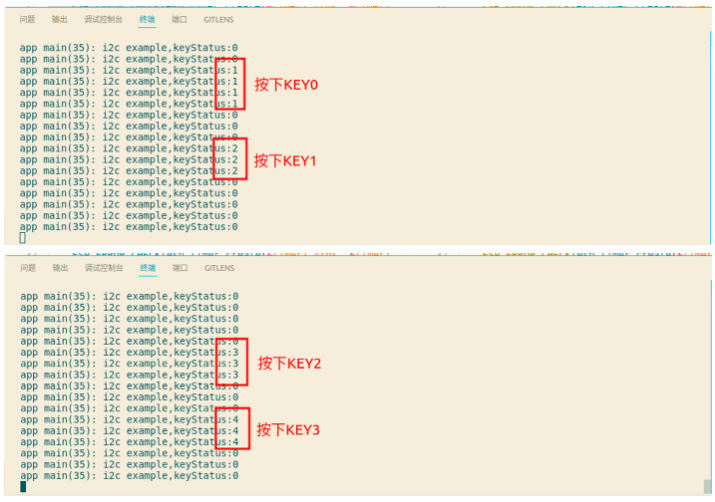 问题 输出 调试控制台 终端 端口 GITLENS
app main(35): i2c example,keyStatus:0
app main(35): i2c example,keyStatus:0
app main(35): i2c example,keyStatus:1
app main(35): i2c example,keyStatus:1 按下KEY0
app main(35): i2c example,keyStatus:1
app main(35): i2c example,keyStatus:1
app main(35): i2c example,keyStatus:0
app main(35): i2c example,keyStatus:0
app main(35): i2c example,keyStatus:0
app main(35): i2c example,keyStatus:2
app main(35): i2c example,keyStatus:2 按下KEY1
app main(35): i2c example,keyStatus:2
app main(35): i2c example,keyStatus:0
app main(35): i2c example,keyStatus:0
app main(35): i2c example,keyStatus:0
app main(35): i2c example,keyStatus:0
app main(35): i2c example,keyStatus:0
问题 输出 调试控制台 终端 端口 GITLENS
app main(35): i2c example,keyStatus:0
app main(35): i2c example,keyStatus:0
app main(35): i2c example,keyStatus:0
app main(35): i2c example,keyStatus:0
app main(35): i2c example,keyStatus:0
app main(35): i2c example,keyStatus:3
app main(35): i2c example,keyStatus:3 按下KEY2
app main(35): i2c example,keyStatus:3
app main(35): i2c example,keyStatus:0
app main(35): i2c example,keyStatus:0
app main(35): i2c example,keyStatus:0
app main(35): i2c example,keyStatus:4
app main(35): i2c example,keyStatus:4 按下KEY3
app main(35): i2c example,keyStatus:4
app main(35): i2c example,keyStatus:0
app main(35): i2c example,keyStatus:0
app main(35): i2c example,keyStatus:0